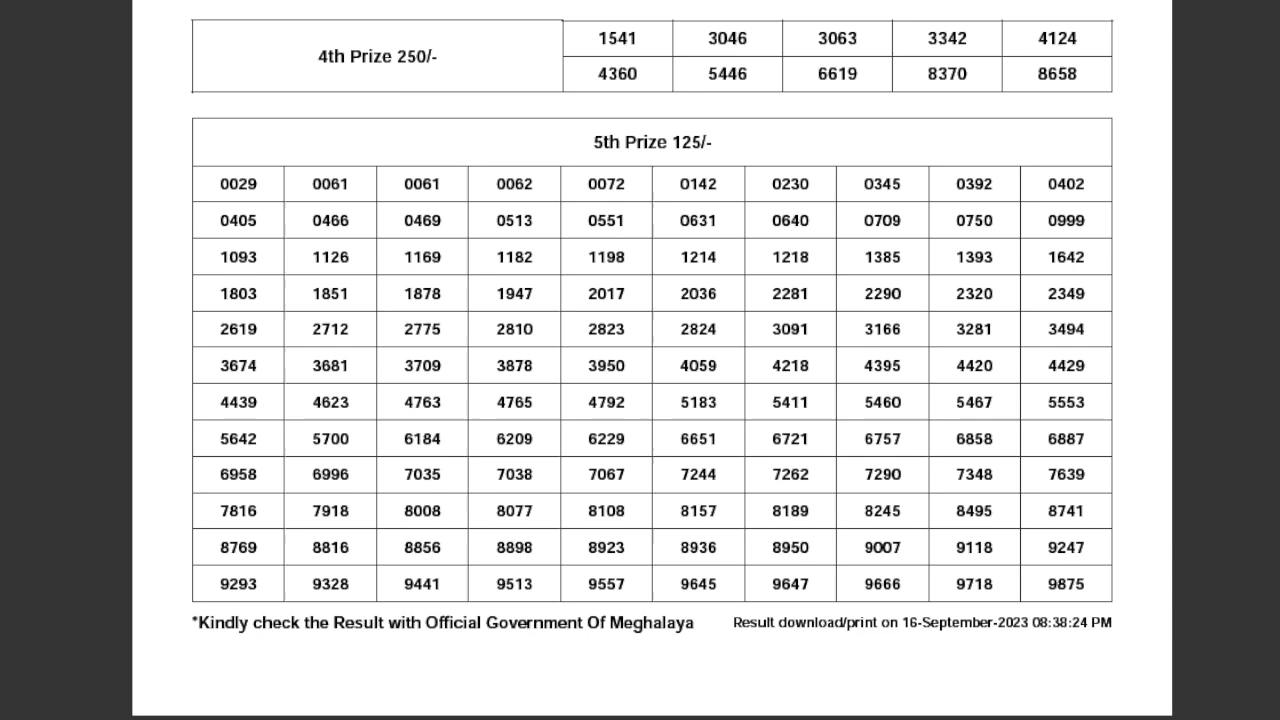 4th Prize 250/-
1541 3046 3063 3342 4124
4360 5446 6619 8370 8658
5th Prize 125/-
0029 0061 0061 0062 0072 0142 0230 0345 0392 0402
0405 0466 0469 0513 0551 0631 0640 0709 0750 0999
1093 1126 1169 1182 1198 1214 1218 1385 1393 1642
1803 1851 1878 1947 2017 2036 2281 2290 2320 2349
2619 2712 2775 2810 2823 2824 3091 3166 3281 3494
3674 3681 3709 3878 3950 4059 4218 4395 4420 4429
4439 4623 4763 4765 4792 5183 5411 5460 5467 5553
5642 5700 6184 6209 6229 6651 6721 6757 6858 6887
6958 6996 7035 7038 7067 7244 7262 7290 7348 7639
7816 7918 8008 8077 8108 8157 8189 8245 8495 8741
8769 8816 8856 8898 8923 8936 8950 9007 9118 9247
9293 9328 9441 9513 9557 9645 9647 9666 9718 9875
*Kindly check the Result with Official Government Of Meghalaya Result download/print on 16-September-2023 08:38:24 PM